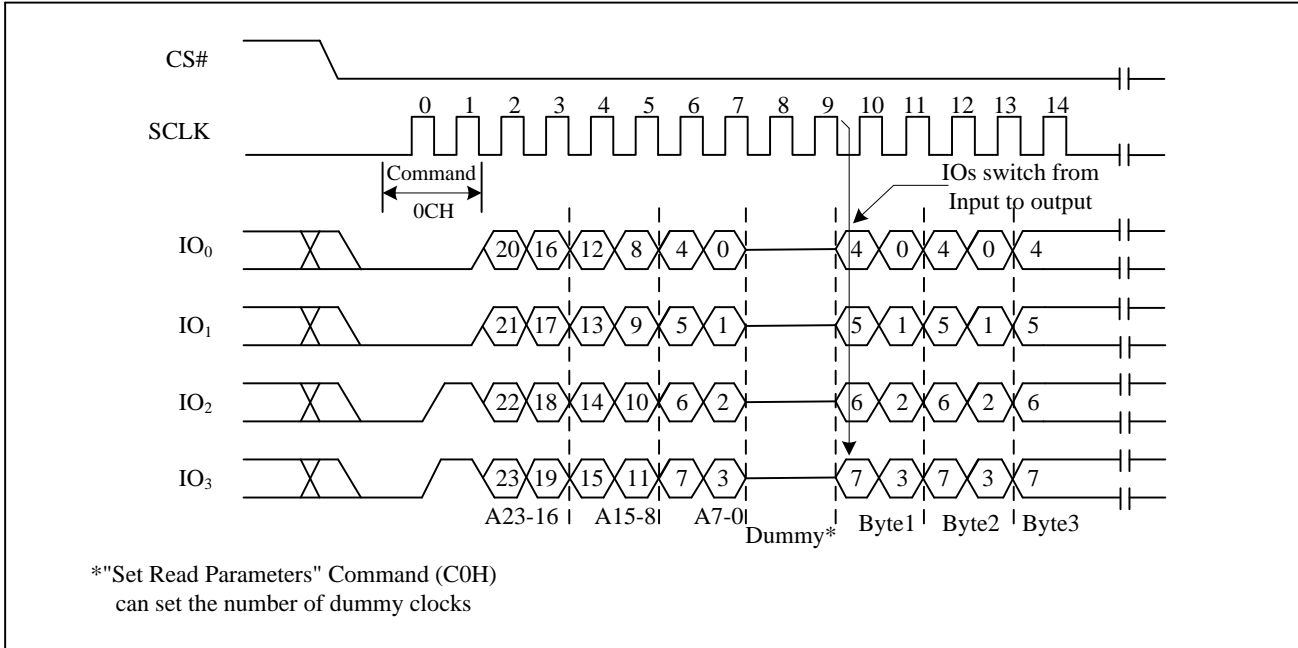 CS#
0 1 2 3 4 5 6 7 8 9 10 11 12 13 14
SCLK
Command
0CH
IOs switch from
Input to output
IO0 20 16 12 8 4 0 4 0 4 0 4
IO1 21 17 13 9 5 1 5 1 5 1 5
IO2 22 18 14 10 6 2 6 2 6 2 6
IO3 23 19 15 11 7 3 7 3 7 3 7
A23-16 A15-8 A7-0 Dummy* Byte1 Byte2 Byte3
*"Set Read Parameters" Command (C0H)
can set the number of dummy clocks